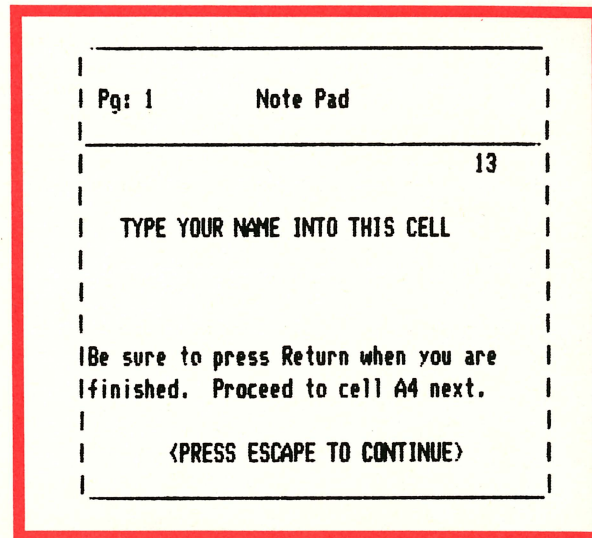 Pg: 1 Note Pad
13
TYPE YOUR NAME INTO THIS CELL
Be sure to press Return when you are
finished. Proceed to cell A4 next.
<PRESS ESCAPE TO CONTINUE>